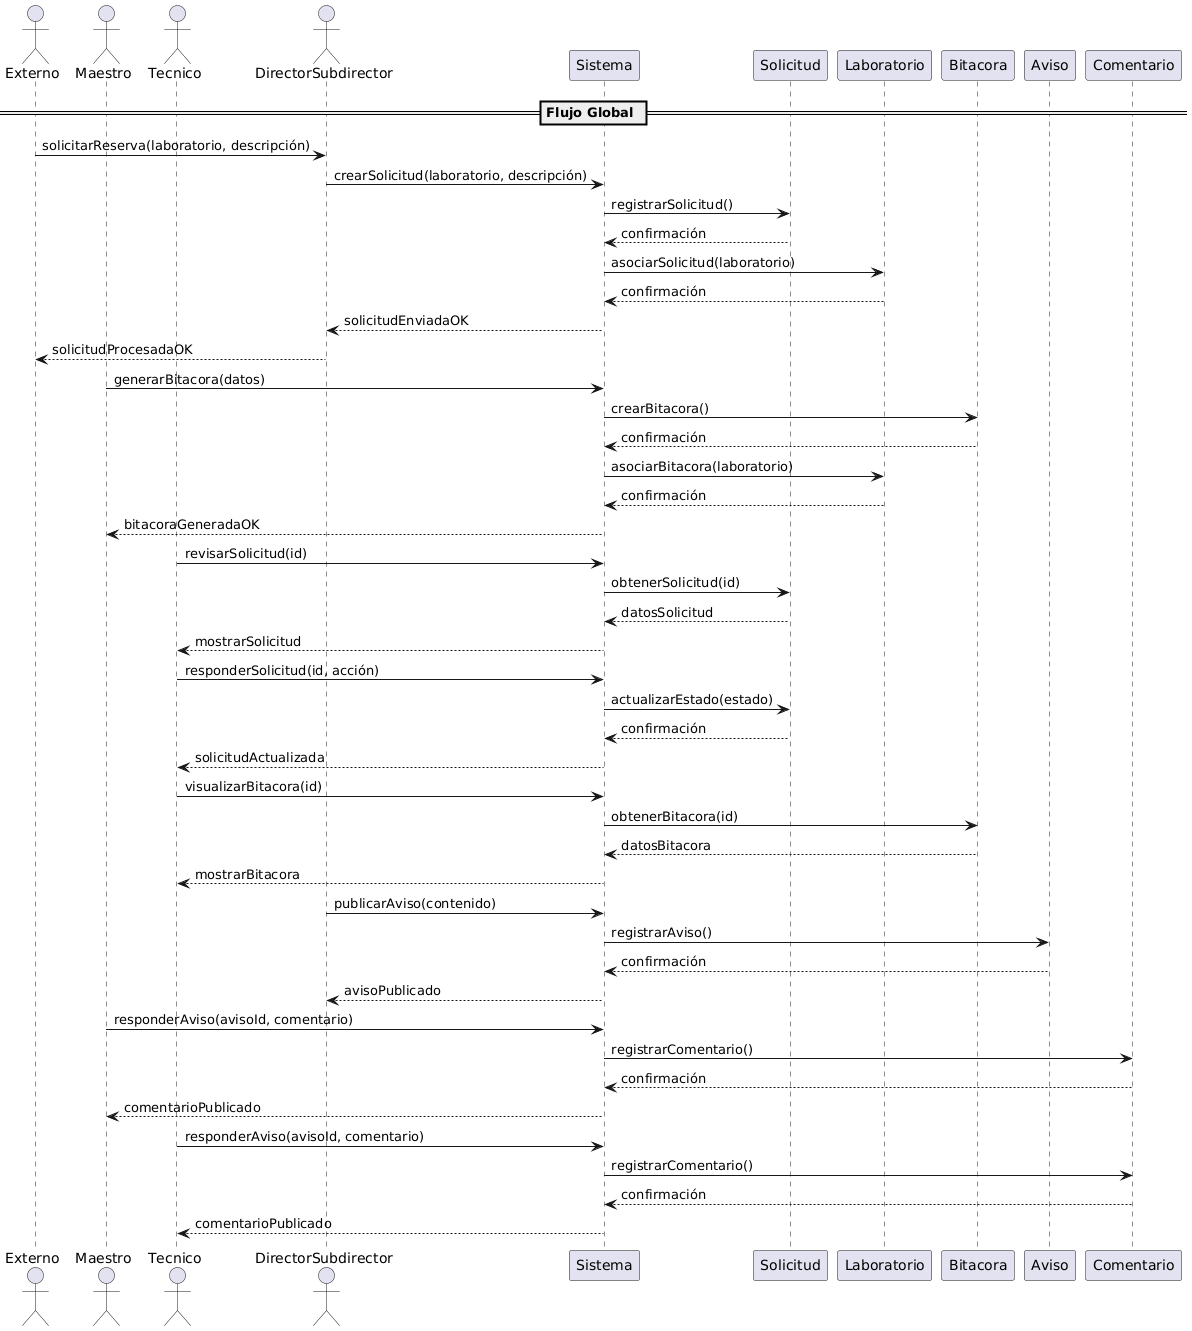 Externo Maestro Tecnico DirectorSubdirector Sistema Solicitud Laboratorio Bitacora Aviso Comentario
Flujo Global
solicitarReserva(laboratorio, descripción)
crearSolicitud(laboratorio, descripción)
registrarSolicitud()
confirmación
asociarSolicitud(laboratorio)
confirmación
solicitudEnviadaOK
solicitudProcesadaOK
generarBitacora(datos)
crearBitacora()
confirmación
asociarBitacora(laboratorio)
confirmación
bitacoraGeneradaOK
revisarSolicitud(id)
obtenerSolicitud(id)
datosSolicitud
mostrarSolicitud
responderSolicitud(id, acción)
actualizarEstado(estado)
confirmación
solicitudActualizada
visualizarBitacora(id)
obtenerBitacora(id)
datosBitacora
mostrarBitacora
publicarAviso(contenido)
registrarAviso()
confirmación
avisoPublicado
responderAviso(avisoId, comentario)
registrarComentario()
confirmación
comentarioPublicado
responderAviso(avisoId, comentario)
registrarComentario()
confirmación
comentarioPublicado
Externo Maestro Tecnico DirectorSubdirector Sistema Solicitud Laboratorio Bitacora Aviso Comentario